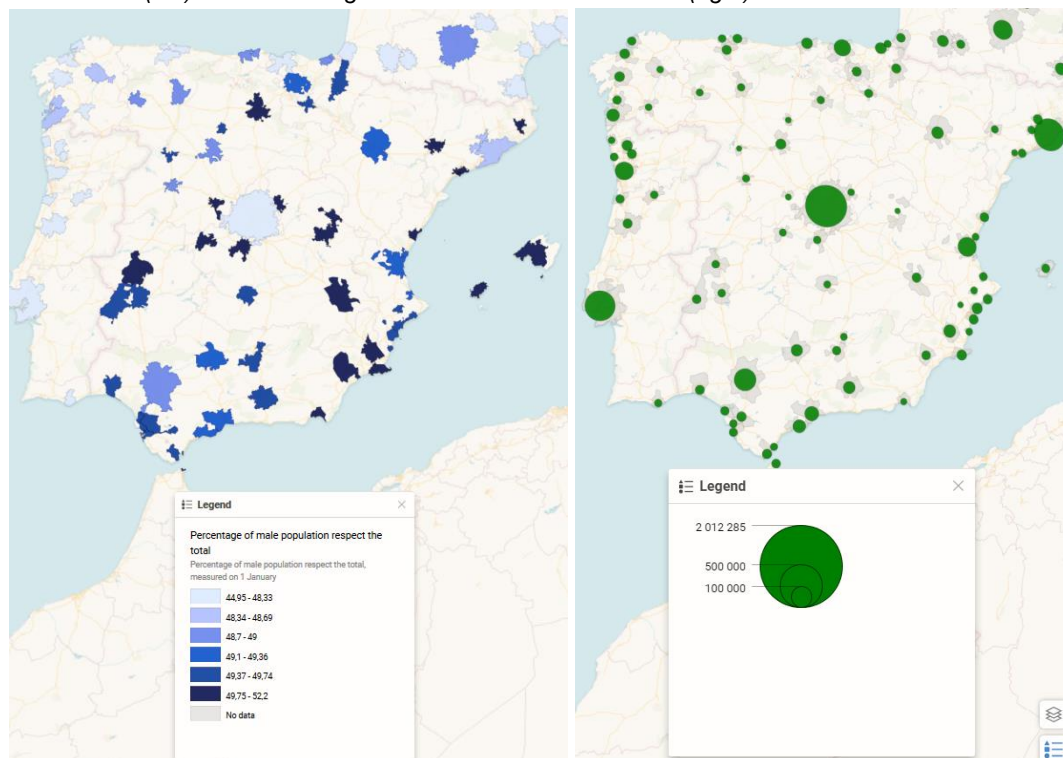 Legend
Percentage of male population respect the
total
Percentage of male population respect the total,
measured on 1 January
44,95 - 48,33
48,34 - 48,69
48,7 - 49
49,1 - 49,36
49,37 - 49,74
49,75 - 52,2
No data
Legend
2 012 285
500 000
100 000